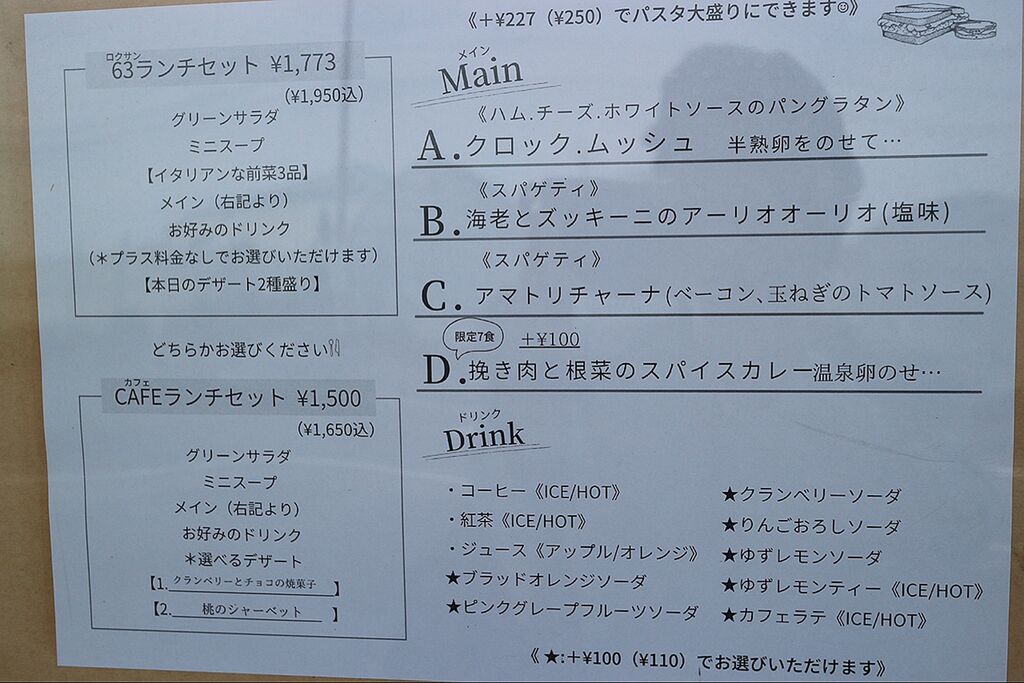 《＋¥227（¥250）でパスタ大盛りにできます☺》
ロクサン
63ランチセット ¥1,773
（¥1,950込）
グリーンサラダ
ミニスープ
【イタリアンな前菜3品】
メイン（右記より）
お好みのドリンク
（＊プラス料金なしでお選びいただけます）
【本日のデザート2種盛り】
どちらかお選びください
カフェ
CAFEランチセット ¥1,500
（¥1,650込）
グリーンサラダ
ミニスープ
メイン（右記より）
お好みのドリンク
＊選べるデザート
【1.クランベリーとチョコの焼菓子】
【2.桃のシャーベット】
メイン
Main
《ハム.チーズ.ホワイトソースのパングラタン》
A.クロック.ムッシュ 半熟卵をのせて…
《スパゲティ》
B.海老とズッキーニのアーリオオーリオ(塩味)
《スパゲティ》
C.アマトリチャーナ(ベーコン、玉ねぎのトマトソース)
限定7食 ＋¥100
D.挽き肉と根菜のスパイスカレー温泉卵のせ…
ドリンク
Drink
・コーヒー《ICE/HOT》
・紅茶《ICE/HOT》
・ジュース《アップル/オレンジ》
★ブラッドオレンジソーダ
★ピンクグレープフルーツソーダ
★クランベリーソーダ
★りんごおろしソーダ
★ゆずレモンソーダ
★ゆずレモンティー《ICE/HOT》
★カフェラテ《ICE/HOT》
《★:＋¥100（¥110）でお選びいただけます》